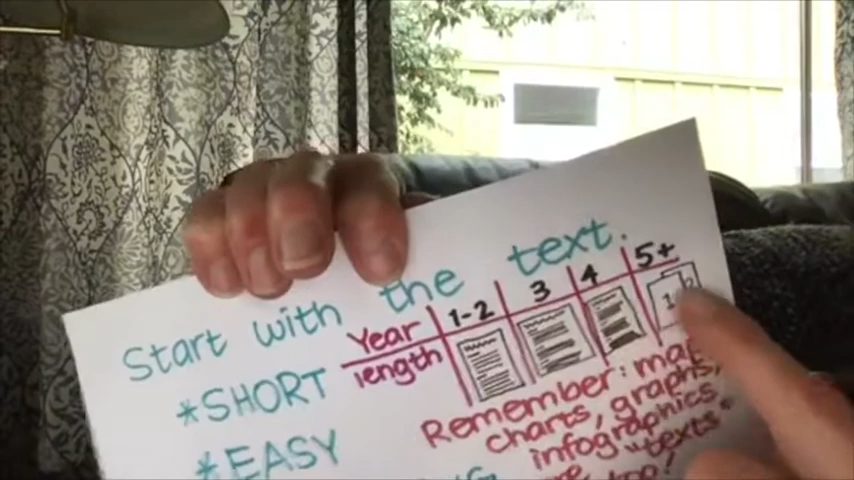 Start with the text.
*SHORT
*EASY
Year 1-2 3 4 5+
length
Remember: maps,
charts, graphs,
infographics
"texts"